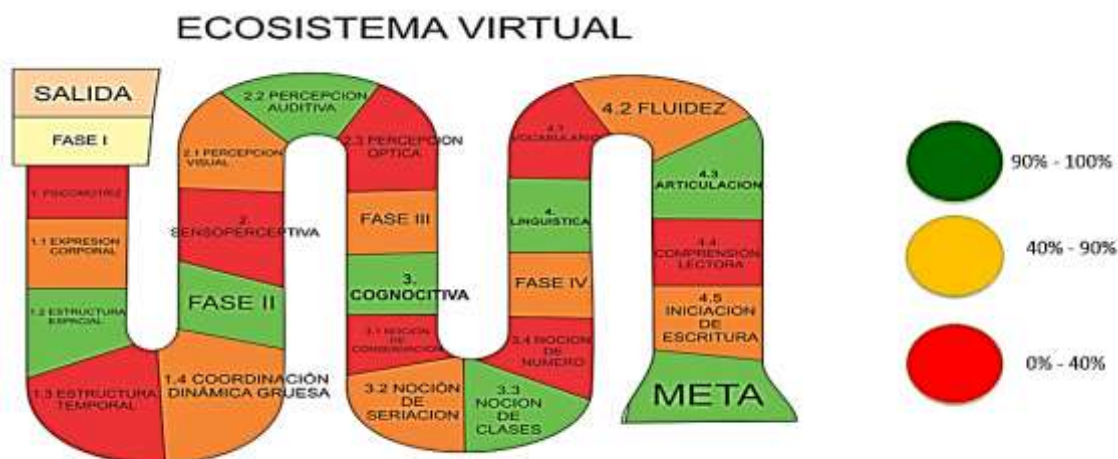 ECOSISTEMA VIRTUAL
SALIDA
FASE I
1. PSICOMOTRIZ
1.1 EXPRESION
CORPORAL
1.2 ESTRUCTURA
ESPACIAL
1.3 ESTRUCTURA
TEMPORAL
1.4 COORDINACIÓN
DINÁMICA GRUESA
FASE II
2.
SENSOPERCEPTIVA
2.1 PERCEPCION
VISUAL
2.2 PERCEPCION
AUDITIVA
2.3 PERCEPCION
OPTICA
FASE III
3.
COGNOCITIVA
3.1 NOCION
DE
CONSERVACION
3.2 NOCIÓN
DE
SERIACION
3.3
NOCION
DE
CLASES
3.4 NOCION
DE
NUMERO
FASE IV
4.
LINGUISTICA
4.1
VOCABULARIO
4.2 FLUIDEZ
4.3
ARTICULACION
4.4
COMPRENSIÓN
LECTORA
4.5
INICIACION
DE
ESCRITURA
META
90% - 100%
40% - 90%
0% - 40%